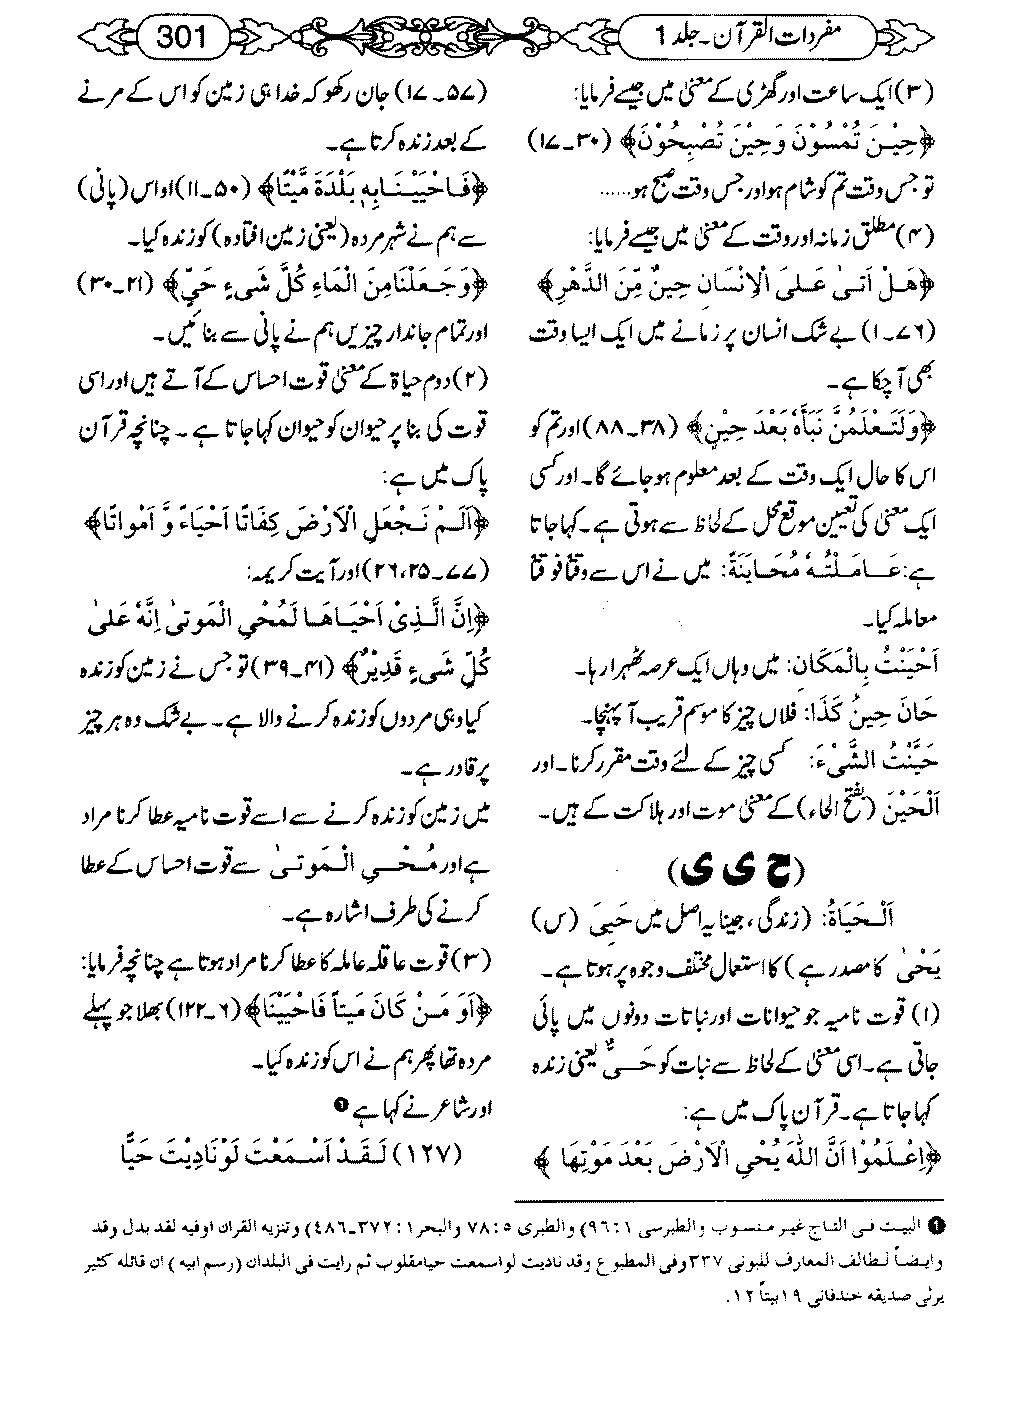 مفردات القرآن۔ جلد 1
301
(۳) ایک ساعت اور گھڑی کے معنیٰ میں جیسے فرمایا:
﴿حِیْنَ تُمْسُوْنَ وَحِیْنَ تُصْبِحُوْنَ﴾ (۳۰۔۱۷)
تو جس وقت تم کو شام ہو اور جس وقت صبح ہو......
(۴) مطلق زمانہ اور وقت کے معنیٰ میں جیسے فرمایا:
﴿هَلْ اَتیٰ عَلیَ الْاِنْسَانِ حِیْنٌ مِّنَ الدَّهْرِ﴾
(۷۶۔۱) بے شک انسان پر زمانے میں ایک ایسا وقت
بھی آ چکا ہے۔
﴿وَلَتَعْلَمُنَّ نَبَأَهٗ بَعْدَ حِیْنٍ﴾ (۳۸۔۸۸) اور تم کو
اس کا حال ایک وقت کے بعد معلوم ہو جائے گا۔ اور کسی
ایک معنیٰ کی تعیین موقع محل کے لحاظ سے ہوتی ہے۔ کہا جاتا
ہے: عَامَلْتُهٗ مُحَایَنَةً: میں نے اس سے وقتاً فوقتاً
معاملہ کیا۔
اَحْیَنْتُ بِالْمَکَانِ: میں وہاں ایک عرصہ ٹھہرا رہا۔
حَانَ حِیْنُ کَذَا: فلاں چیز کا موسم قریب آ پہنچا۔
حَیَّنْتُ الشَّیْءَ: کسی چیز کے لئے وقت مقرر کرنا۔ اور
اَلْحَیْنُ (بفتح الحاء) کے معنیٰ موت اور ہلاکت کے ہیں۔
(ح ی ی)
اَلْحَیَاةُ: (زندگی، جینا یہ اصل میں حَیِیَ (س)
یَحْیٰ کا مصدر ہے) کا استعمال مختلف وجوہ پر ہوتا ہے۔
(۱) قوت نامیہ جو حیوانات اور نباتات دونوں میں پائی
جاتی ہے۔ اسی معنیٰ کے لحاظ سے نبات کو حَیٌّ یعنی زندہ
کہا جاتا ہے۔ قرآن پاک میں ہے:
﴿اِعْلَمُوْا اَنَّ اللّٰهَ یُحْیِ الْاَرْضَ بَعْدَ مَوْتِهَا﴾
(۵۷۔۱۷) جان رکھو کہ خدا ہی زمین کو اس کے مرنے
کے بعد زندہ کرتا ہے۔
﴿فَاَحْیَیْنَابِهٖ بَلْدَةً مَّیْتًا﴾ (۵۰۔۱۱) او اس (پانی)
سے ہم نے شہر مردہ (یعنی زمین افتادہ) کو زندہ کیا۔
﴿وَجَعَلْنَامِنَ الْمَاءِ کُلَّ شَیْءٍ حَیٍّ﴾ (۲۱۔۳۰)
اور تمام جاندار چیزیں ہم نے پانی سے بنائیں۔
(۲) دوم حیاۃ کے معنیٰ قوت احساس کے آتے ہیں اور اسی
قوت کی بنا پر حیوان کو حیوان کہا جاتا ہے۔ چنانچہ قرآن
پاک میں ہے:
﴿اَلَمْ نَجْعَلِ الْاَرْضَ کِفَاتًا اَحْیَاءً وَّ اَمْوَاتًا﴾
(۷۷۔۲۵،۲۶) اور آیت کریمہ:
﴿اِنَّ الَّذِیْ اَحْیَاهَا لَمُحْیِ الْمَوْتیٰ اِنَّهٗ عَلیٰ
کُلِّ شَیْءٍ قَدِیْرٌ﴾ (۴۱۔۳۹) تو جس نے زمین کو زندہ
کیا وہی مردوں کو زندہ کرنے والا ہے۔ بے شک وہ ہر چیز
پر قادر ہے۔
میں زمین کو زندہ کرنے سے اسے قوت نامیہ عطا کرنا مراد
ہے اور مُحْیِ الْمَوتیٰ سے قوت احساس کے عطا
کرنے کی طرف اشارہ ہے۔
(۳) قوت عاقلہ عاملہ کا عطا کرنا مراد ہوتا ہے چنانچہ فرمایا:
﴿اَوَ مَنْ کَانَ مَیتاً فَاَحْیَیْنَا﴾ (۶۔۱۲۲) بھلا جو پہلے
مردہ تھا پھر ہم نے اس کو زندہ کیا۔
اور شاعر نے کہا ہے ❶
(۱۲۷) لَقَدْ اَسْمَعْتَ لَوْنَادِیْتَ حَیًّا
❶ البیت فی التاج غیر منسوب والطبرسی ۱ :۹۶) والطبری ۵ :۷۸ والبحر ۱ :۳۷۲۔۴۸۶) وتنزیه القران اوفیه لقد بدل وقد
وایضاً لطائف المعارف للبونی ۳۳۷ وفی المطبوع وقد نادیت لواسمعت حیامقلوب ثم رایت فی البلدان (رسم ابیه) ان قائله کثیر
یرثی صدیقه خندفانی ۱۹ بیتاً ۱۲.